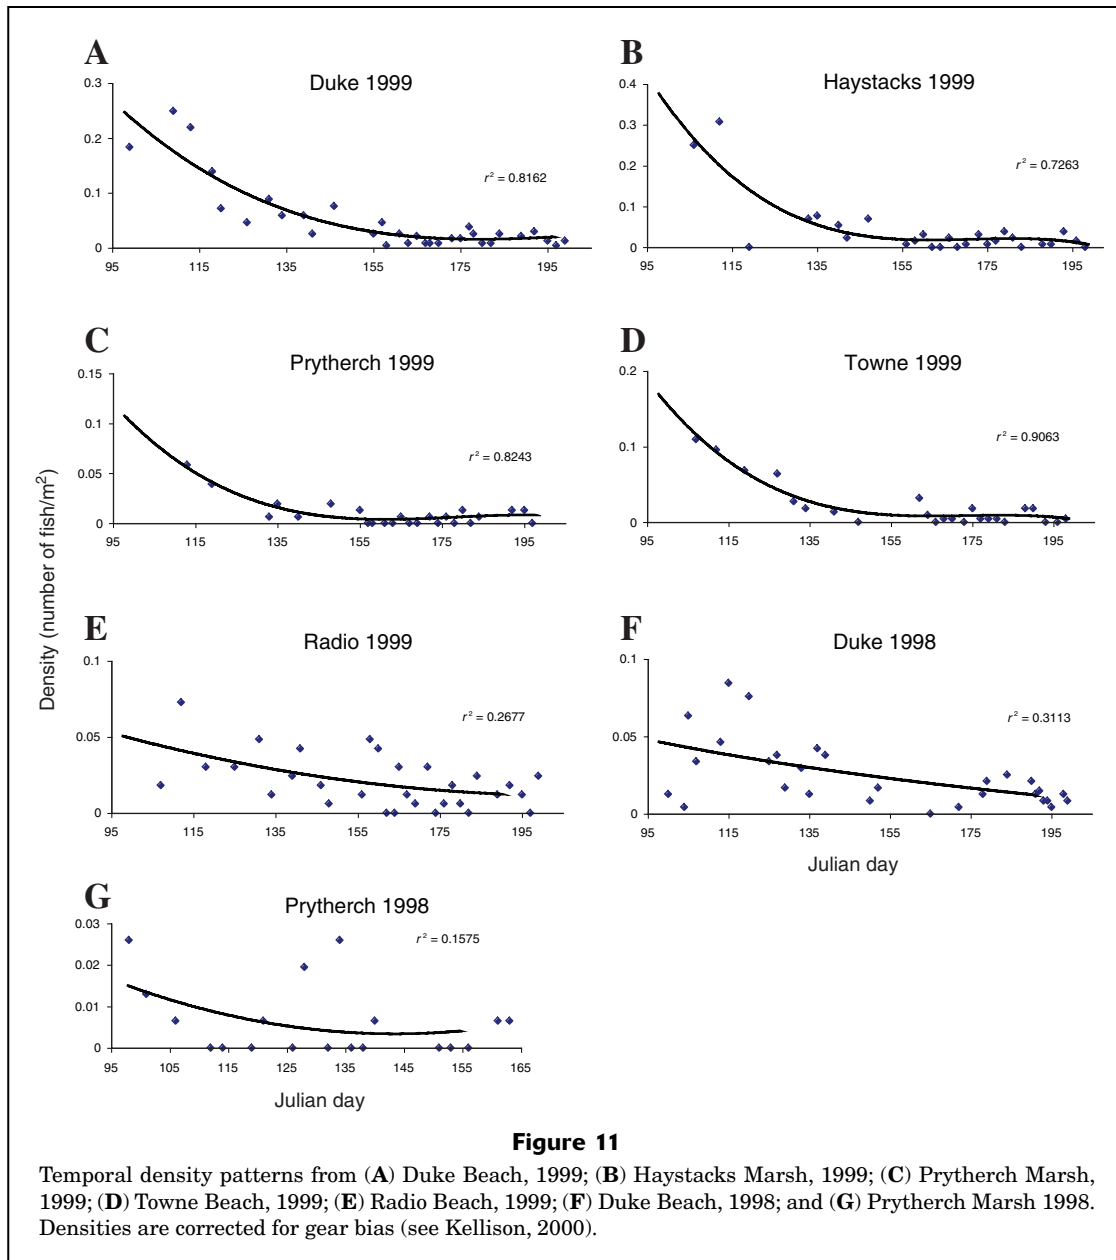 A
Duke 1999
0.3
0.2
0.1
0
r² = 0.8162
95 115 135 155 175 195
B
Haystacks 1999
0.4
0.3
0.2
0.1
0
r² = 0.7263
95 115 135 155 175 195
C
Prytherch 1999
0.15
0.1
0.05
0
r² = 0.8243
95 115 135 155 175 195
D
Towne 1999
0.2
0.1
0
r² = 0.9063
95 115 135 155 175 195
Density (number of fish/m²)
E
Radio 1999
0.1
0.05
0
r² = 0.2677
95 115 135 155 175 195
F
Duke 1998
0.1
0.05
0
r² = 0.3113
95 115 135 155 175 195
Julian day
G
Prytherch 1998
0.03
0.02
0.01
0
r² = 0.1575
95 105 115 125 135 145 155 165
Julian day
Figure 11
Temporal density patterns from (A) Duke Beach, 1999; (B) Haystacks Marsh, 1999; (C) Prytherch Marsh,
1999; (D) Towne Beach, 1999; (E) Radio Beach, 1999; (F) Duke Beach, 1998; and (G) Prytherch Marsh 1998.
Densities are corrected for gear bias (see Kellison, 2000).